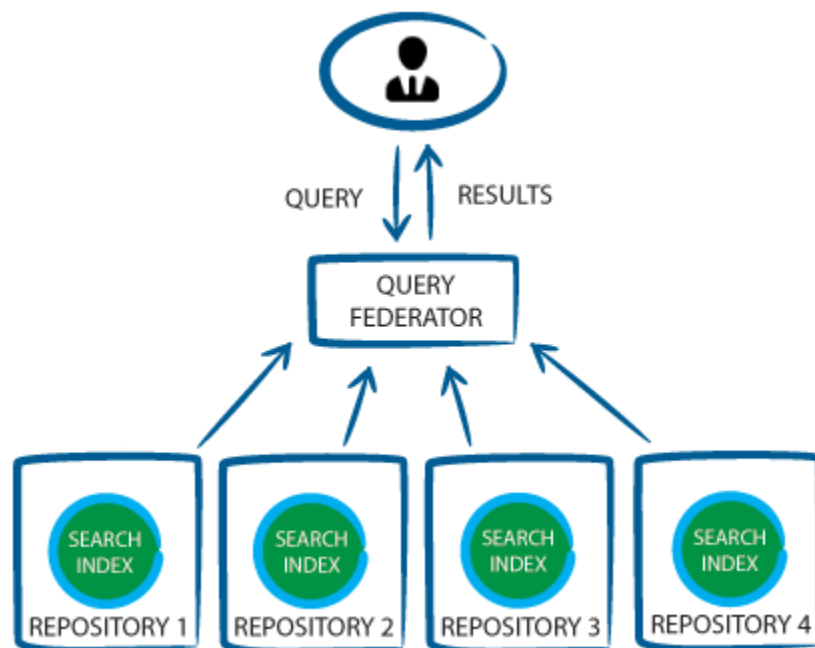 QUERY
RESULTS
QUERY
FEDERATOR
SEARCH
INDEX
REPOSITORY 1
SEARCH
INDEX
REPOSITORY 2
SEARCH
INDEX
REPOSITORY 3
SEARCH
INDEX
REPOSITORY 4